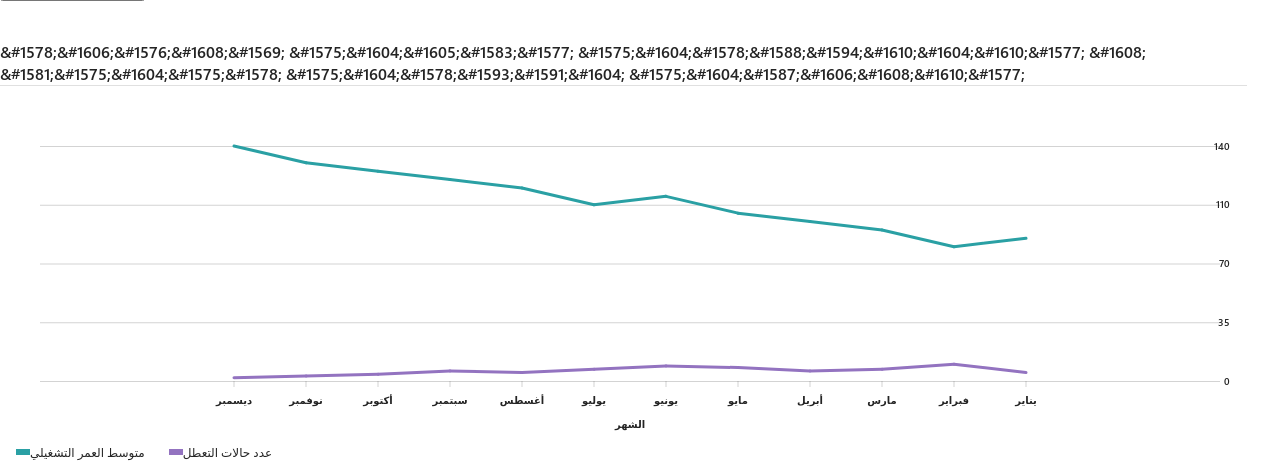 &#1578;&#1606;&#1576;&#1608;&#1569; &#1575;&#1604;&#1605;&#1583;&#1577; &#1575;&#1604;&#1578;&#1588;&#1594;&#1610;&#1604;&#1610;&#1577; &#1608;
&#1581;&#1575;&#1604;&#1575;&#1578; &#1575;&#1604;&#1578;&#1593;&#1591;&#1604; &#1575;&#1604;&#1587;&#1606;&#1608;&#1610;&#1577;
140
110
70
35
0
يناير فبراير مارس أبريل مايو يونيو يوليو أغسطس سبتمبر أكتوبر نوفمبر ديسمبر
الشهر
متوسط العمر التشغيلي
عدد حالات التعطل